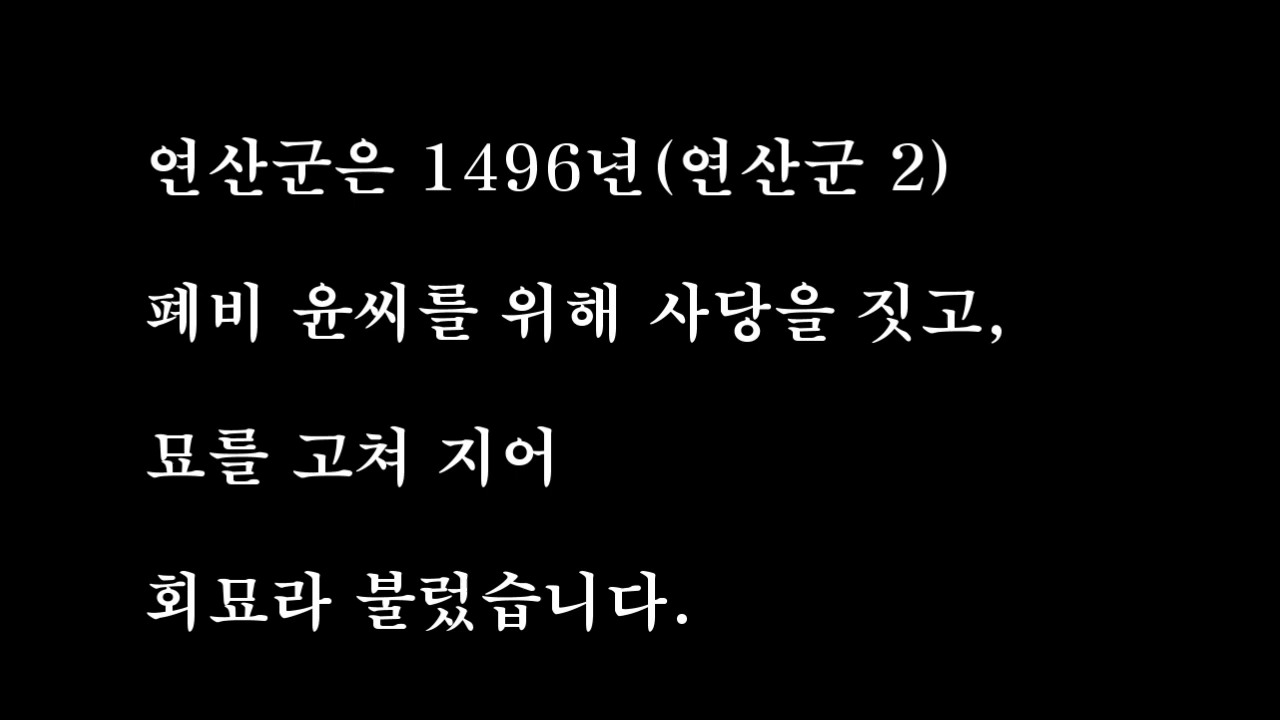 연산군은 1496년(연산군 2)
폐비 윤씨를 위해 사당을 짓고,
묘를 고쳐 지어
회묘라 불렀습니다.